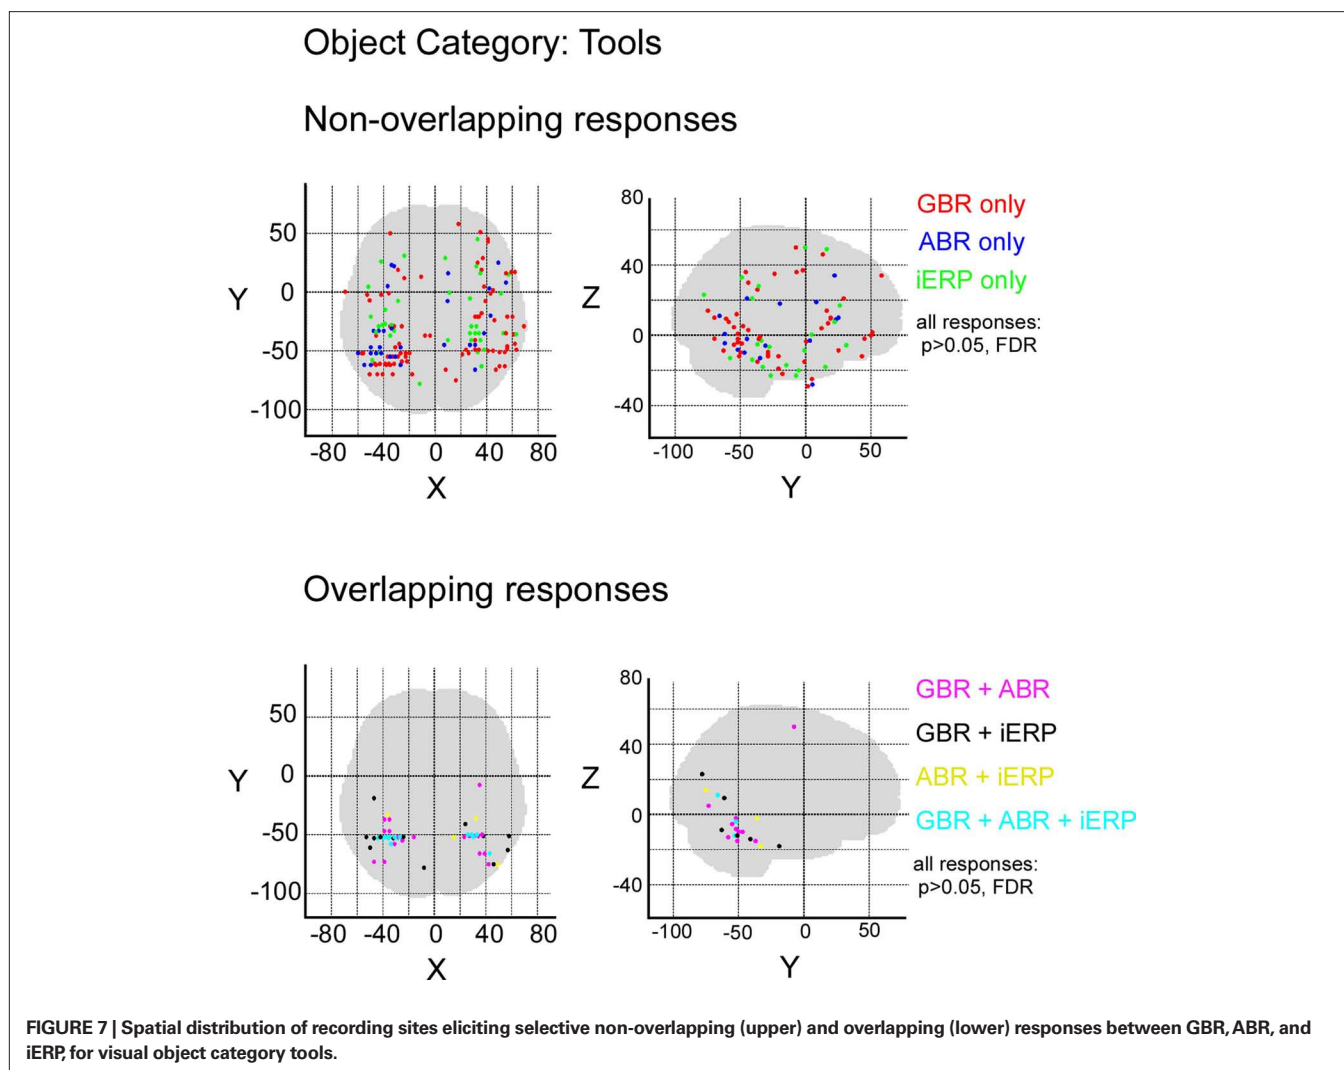 Object Category: Tools
Non-overlapping responses
50
0
-50
-100
Y
-80 -40 0 40 80
X
80
40
0
-40
Z
-100 -50 0 50
Y
GBR only
ABR only
iERP only
all responses:
p>0.05, FDR
Overlapping responses
50
0
-50
-100
Y
-80 -40 0 40 80
X
80
40
0
-40
Z
-100 -50 0 50
Y
GBR + ABR
GBR + iERP
ABR + iERP
GBR + ABR + iERP
all responses:
p>0.05, FDR
FIGURE 7 | Spatial distribution of recording sites eliciting selective non-overlapping (upper) and overlapping (lower) responses between GBR, ABR, and
iERP, for visual object category tools.